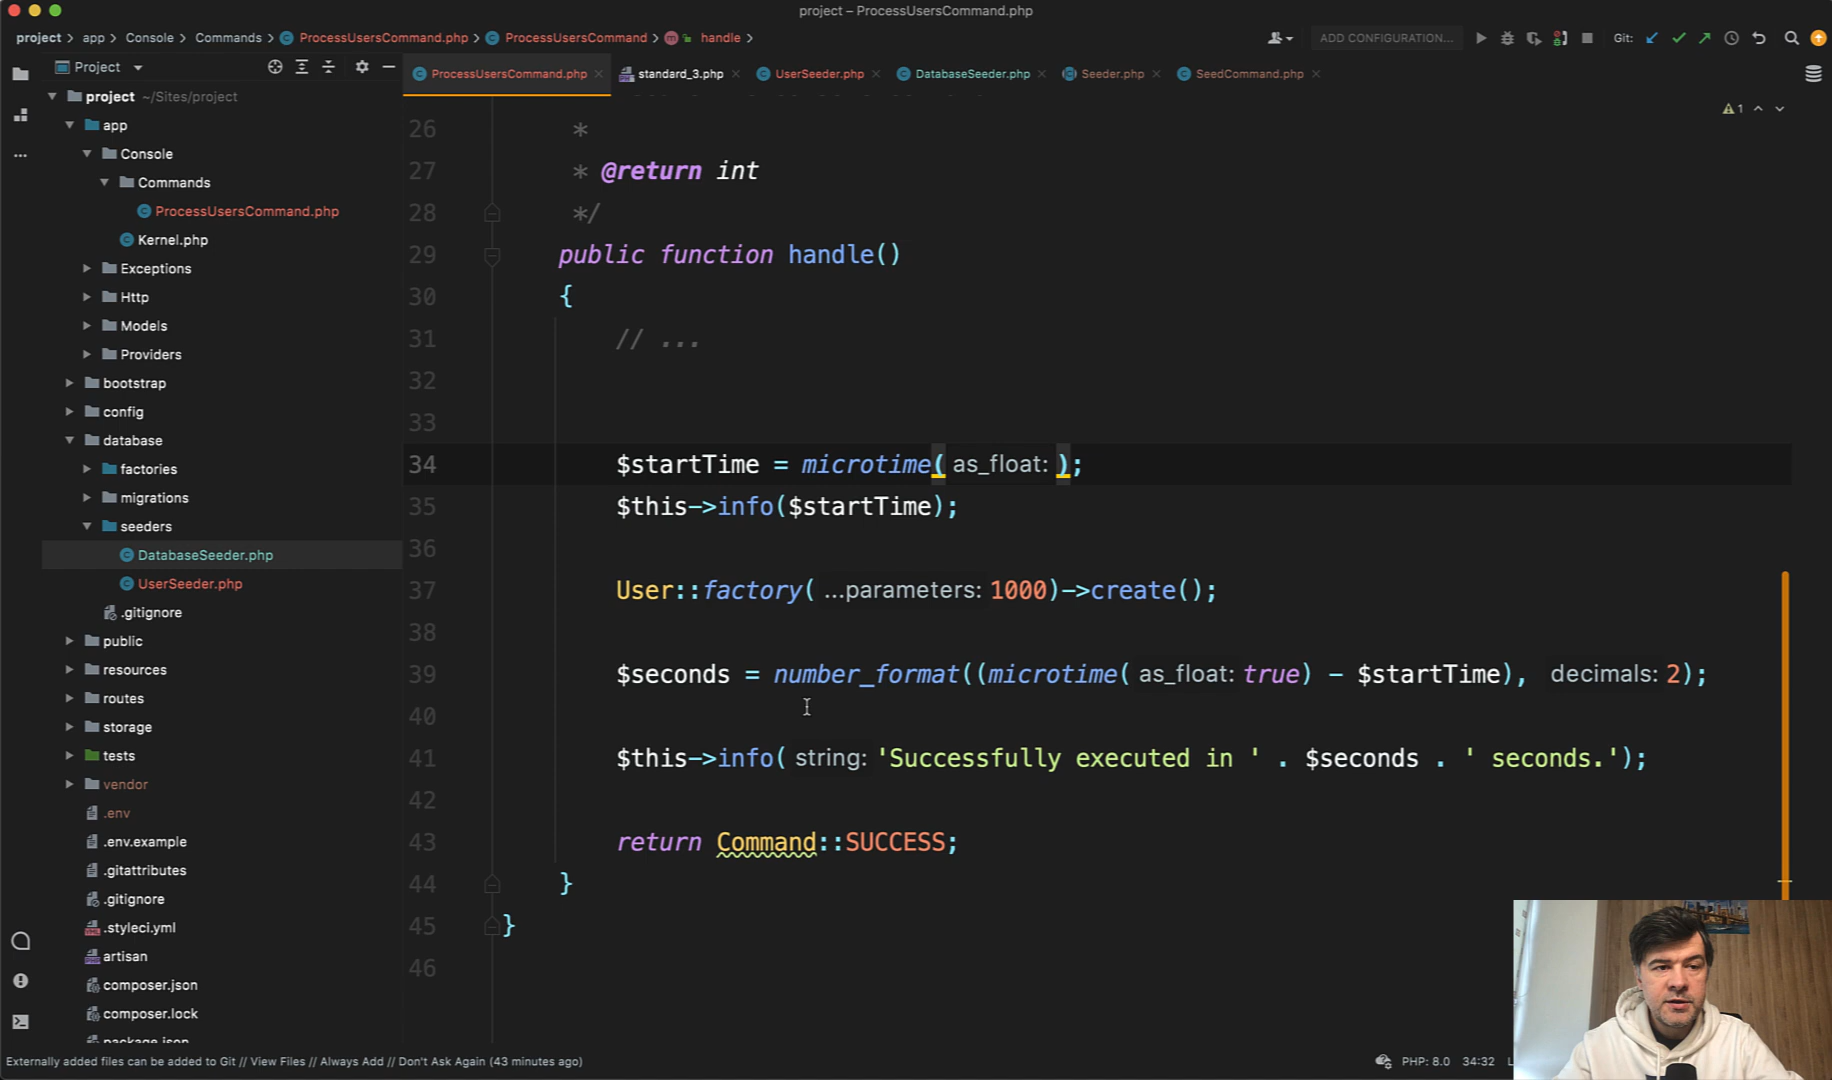 project – ProcessUsersCommand.php
project > app > Console > Commands > ProcessUsersCommand.php > ProcessUsersCommand > handle >
ADD CONFIGURATION...
Git:
Project
ProcessUsersCommand.php
standard_3.php
UserSeeder.php
DatabaseSeeder.php
Seeder.php
SeedCommand.php
project ~/Sites/project
app
Console
Commands
ProcessUsersCommand.php
Kernel.php
Exceptions
Http
Models
Providers
bootstrap
config
database
factories
migrations
seeders
DatabaseSeeder.php
UserSeeder.php
.gitignore
public
resources
routes
storage
tests
vendor
.env
.env.example
.gitattributes
.gitignore
.styleci.yml
artisan
composer.json
composer.lock
package.json
1
26 *
27 * @return int
28 */
29 public function handle()
30 {
31 // ...
32
33
34 $startTime = microtime( as_float: );
35 $this->info($startTime);
36
37 User::factory( ...parameters: 1000)->create();
38
39 $seconds = number_format((microtime( as_float: true) - $startTime), decimals: 2);
40
41 $this->info( string: 'Successfully executed in ' . $seconds . ' seconds.');
42
43 return Command::SUCCESS;
44 }
45 }
46
Externally added files can be added to Git // View Files // Always Add // Don't Ask Again (43 minutes ago)
PHP: 8.0 34:32